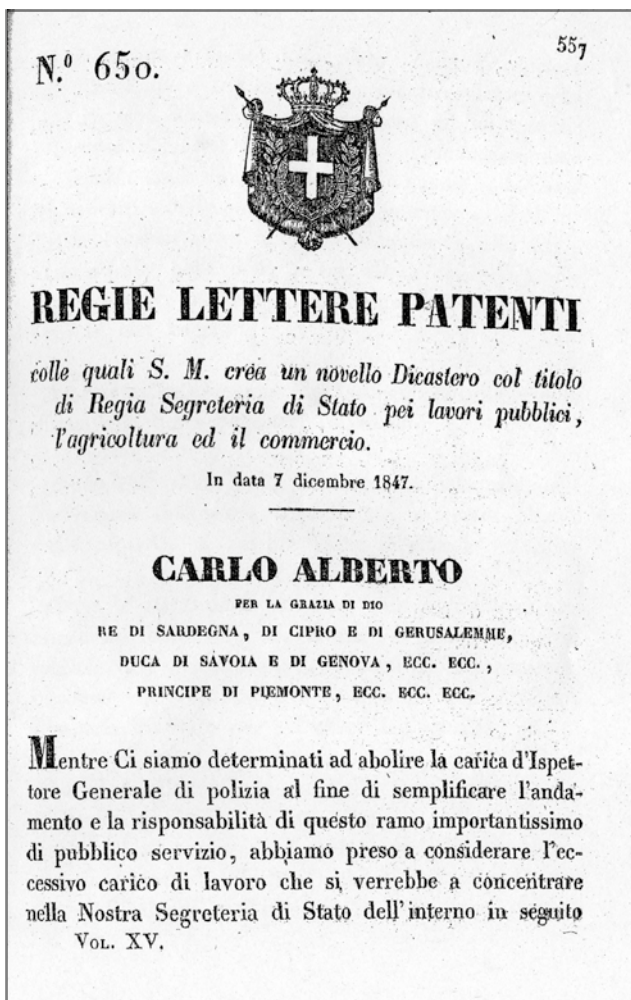 557
N.º 650.
REGIE LETTERE PATENTI
colle quali S. M. crea un novello Dicastero col titolo
di Regia Segreteria di Stato pei lavori pubblici,
l'agricoltura ed il commercio.
In data 7 dicembre 1847.
CARLO ALBERTO
PER LA GRAZIA DI DIO
RE DI SARDEGNA, DI CIPRO E DI GERUSALEMME,
DUCA DI SAVOIA E DI GENOVA, ECC. ECC.,
PRINCIPE DI PIEMONTE, ECC. ECC. ECC.
Mentre Ci siamo determinati ad abolire la carica d'Ispet-
tore Generale di polizia al fine di semplificare l'anda-
mento e la risponsabilità di questo ramo importantissimo
di pubblico servizio, abbiamo preso a considerare l'ec-
cessivo carico di lavoro che si verrebbe a concentrare
nella Nostra Segreteria di Stato dell'interno in seguito
VOL. XV.